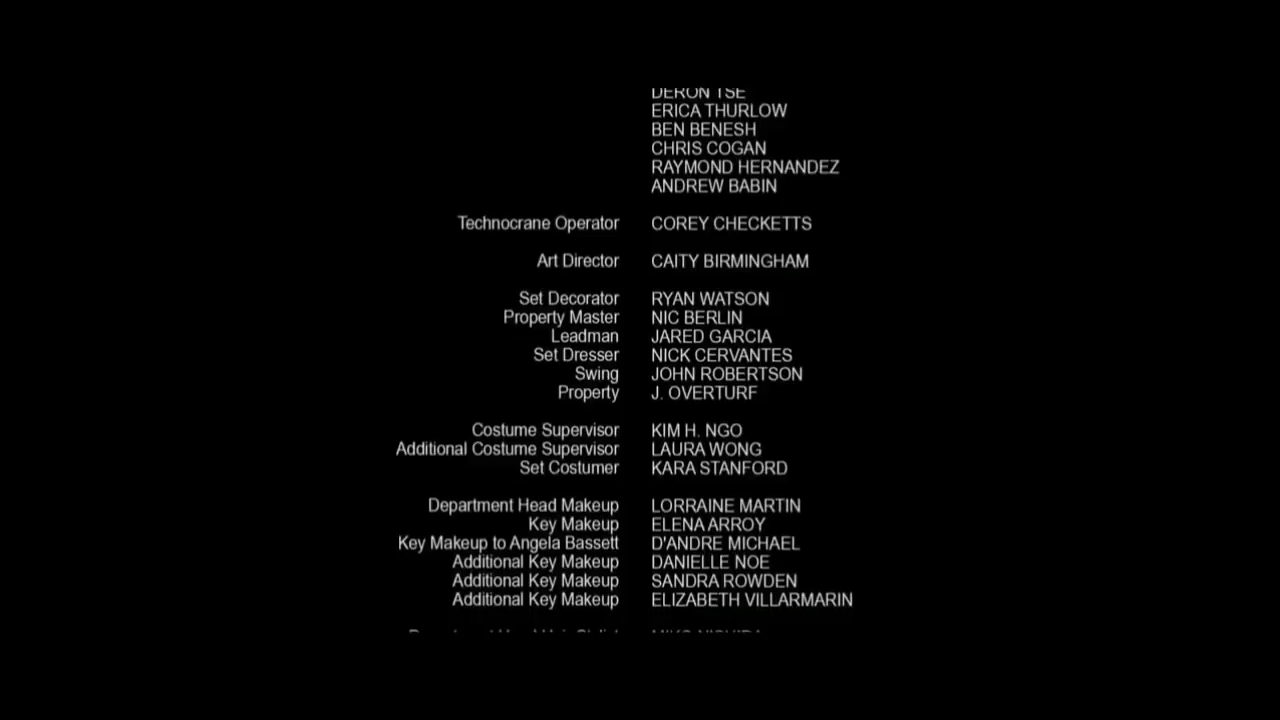 DERON TSE
ERICA THURLOW
BEN BENESH
CHRIS COGAN
RAYMOND HERNANDEZ
ANDREW BABIN
Technocrane Operator COREY CHECKETTS
Art Director CAITY BIRMINGHAM
Set Decorator RYAN WATSON
Property Master NIC BERLIN
Leadman JARED GARCIA
Set Dresser NICK CERVANTES
Swing JOHN ROBERTSON
Property J. OVERTURF
Costume Supervisor KIM H. NGO
Additional Costume Supervisor LAURA WONG
Set Costumer KARA STANFORD
Department Head Makeup LORRAINE MARTIN
Key Makeup ELENA ARROY
Key Makeup to Angela Bassett D'ANDRE MICHAEL
Additional Key Makeup DANIELLE NOE
Additional Key Makeup SANDRA ROWDEN
Additional Key Makeup ELIZABETH VILLARMARIN